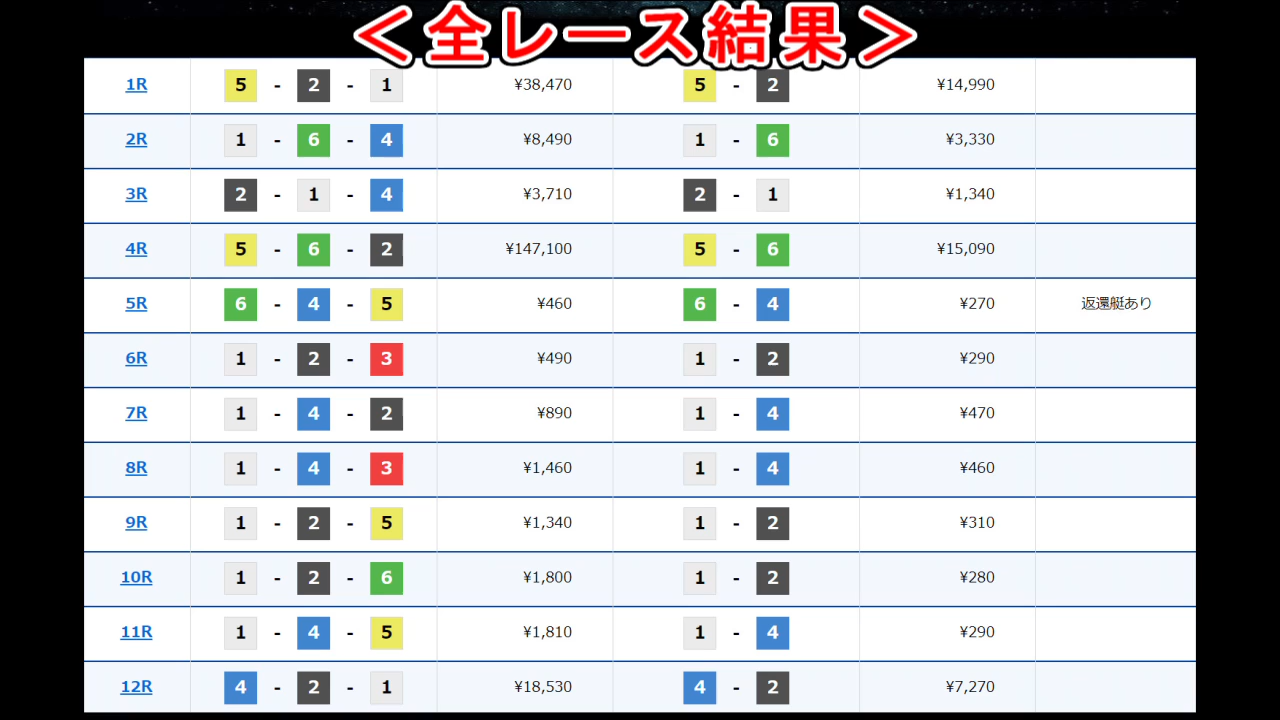 ＜全レース結果＞
1R 5 - 2 - 1 ¥38,470 5 - 2 ¥14,990
2R 1 - 6 - 4 ¥8,490 1 - 6 ¥3,330
3R 2 - 1 - 4 ¥3,710 2 - 1 ¥1,340
4R 5 - 6 - 2 ¥147,100 5 - 6 ¥15,090
5R 6 - 4 - 5 ¥460 6 - 4 ¥270 返還艇あり
6R 1 - 2 - 3 ¥490 1 - 2 ¥290
7R 1 - 4 - 2 ¥890 1 - 4 ¥470
8R 1 - 4 - 3 ¥1,460 1 - 4 ¥460
9R 1 - 2 - 5 ¥1,340 1 - 2 ¥310
10R 1 - 2 - 6 ¥1,800 1 - 2 ¥280
11R 1 - 4 - 5 ¥1,810 1 - 4 ¥290
12R 4 - 2 - 1 ¥18,530 4 - 2 ¥7,270